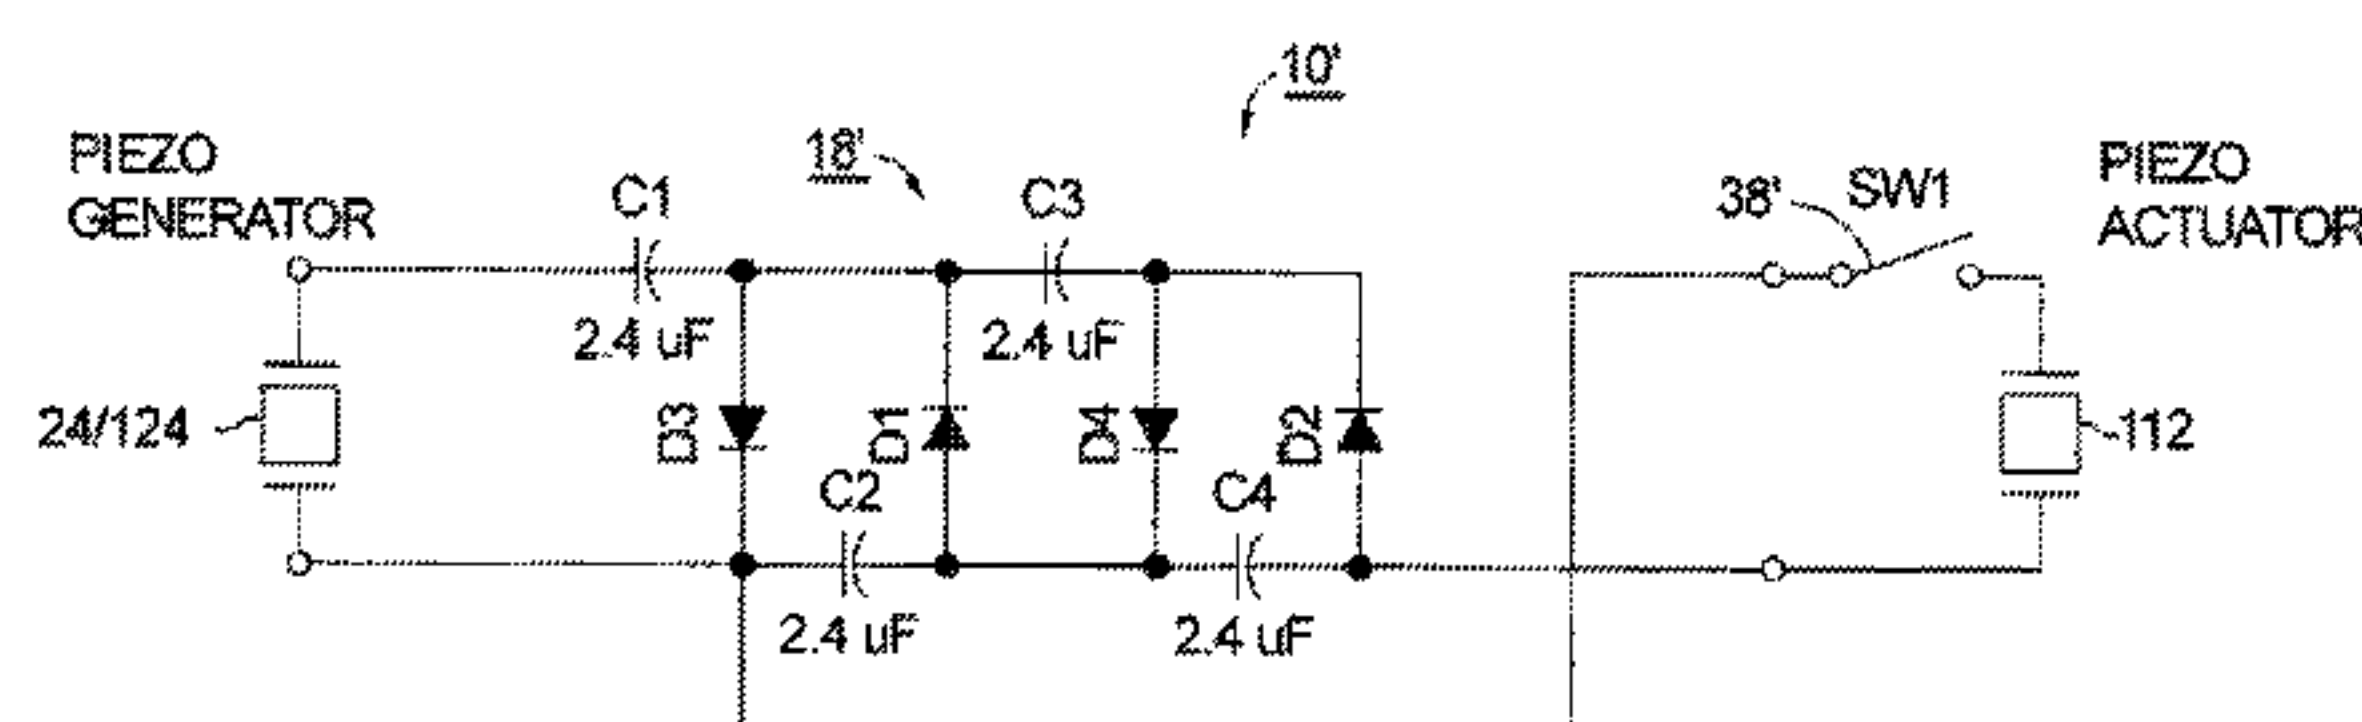 10'
PIEZO
GENERATOR
18'
C1
C3
38'
SW1
PIEZO
ACTUATOR
2.4 uF
2.4 uF
24/124
D3
D1
D4
D2
112
C2
C4
2.4 uF
2.4 uF